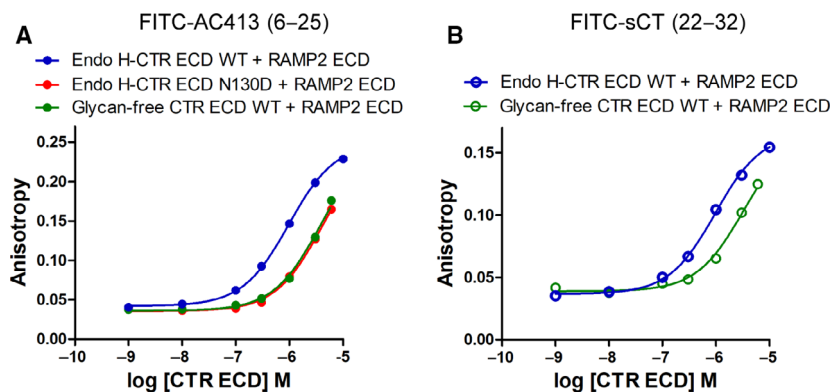 A
FITC-AC413 (6–25)
Endo H-CTR ECD WT + RAMP2 ECD
Endo H-CTR ECD N130D + RAMP2 ECD
Glycan-free CTR ECD WT + RAMP2 ECD
Anisotropy
0.25
0.20
0.15
0.10
0.05
0.00
–10 –9 –8 –7 –6 –5
log [CTR ECD] M
B
FITC-sCT (22–32)
Endo H-CTR ECD WT + RAMP2 ECD
Glycan-free CTR ECD WT + RAMP2 ECD
Anisotropy
0.15
0.10
0.05
0.00
–10 –9 –8 –7 –6 –5
log [CTR ECD] M